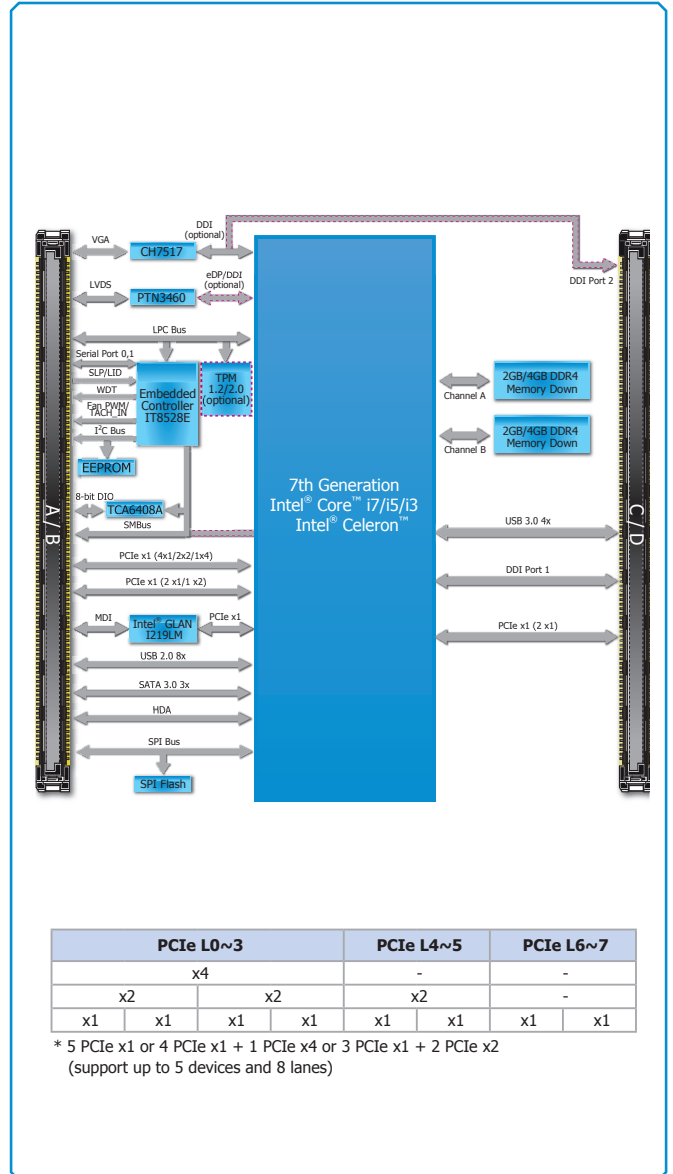 DDI
(optional)
VGA
CH7517
DDI Port 2
eDP/DDI
(optional)
LVDS
PTN3460
LPC Bus
Serial Port 0,1
SLP/LID
WDT
Fan PWM/
TACH_IN
I²C Bus
Embedded
Controller
IT8528E
TPM
1.2/2.0
(optional)
EEPROM
8-bit DIO
TCA6408A
SMBus
PCIe x1 (4x1/2x2/1x4)
PCIe x1 (2 x1/1 x2)
MDI
Intel® GLAN
I219LM
PCIe x1
USB 2.0 8x
SATA 3.0 3x
HDA
SPI Bus
SPI Flash
A / B
7th Generation
Intel® Core™ i7/i5/i3
Intel® Celeron™
Channel A
2GB/4GB DDR4
Memory Down
Channel B
2GB/4GB DDR4
Memory Down
USB 3.0 4x
DDI Port 1
PCIe x1 (2 x1)
C / D
PCIe L0~3 PCIe L4~5 PCIe L6~7
x4 - -
x2 x2 x2 -
x1 x1 x1 x1 x1 x1 x1 x1
* 5 PCIe x1 or 4 PCIe x1 + 1 PCIe x4 or 3 PCIe x1 + 2 PCIe x2
(support up to 5 devices and 8 lanes)